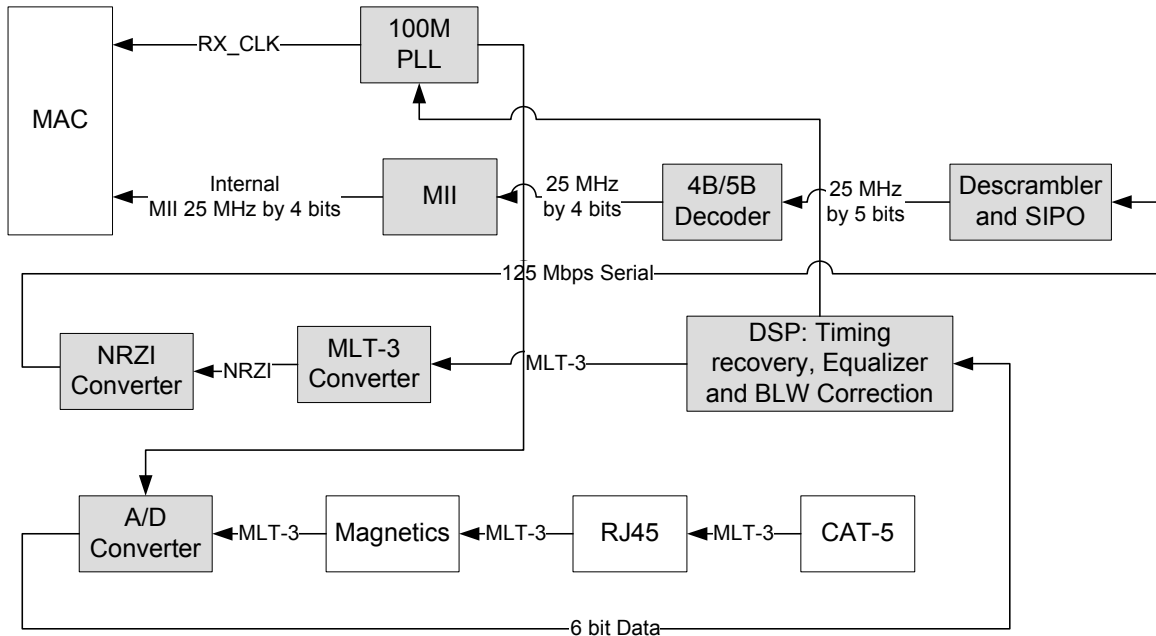 RX_CLK
100M
PLL
MAC
Internal
MII 25 MHz by 4 bits
MII
25 MHz
by 4 bits
4B/5B
Decoder
25 MHz
by 5 bits
Descrambler
and SIPO
125 Mbps Serial
NRZI
Converter
NRZI
MLT-3
Converter
MLT-3
DSP: Timing
recovery, Equalizer
and BLW Correction
A/D
Converter
MLT-3
Magnetics
MLT-3
RJ45
MLT-3
CAT-5
6 bit Data